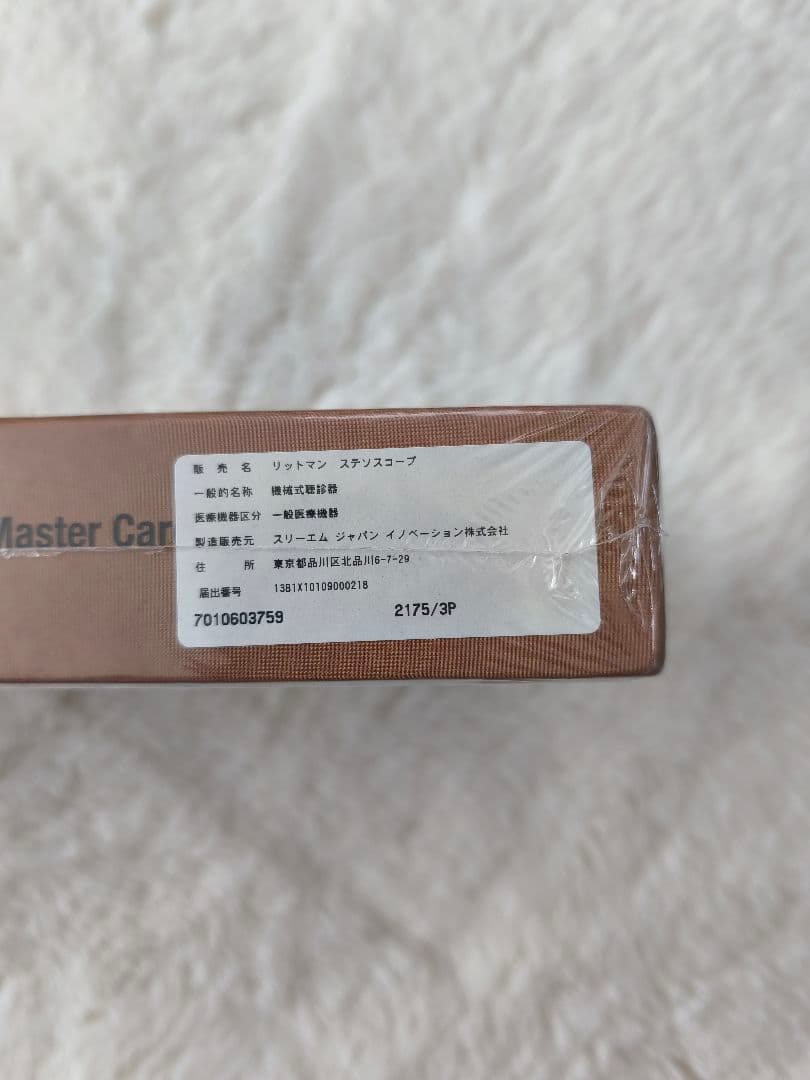 Master Car
販売名 リットマン ステソスコープ
一般的名称 機械式聴診器
医療機器区分 一般医療機器
製造販売元 スリーエム ジャパン イノベーション株式会社
住所 東京都品川区北品川6-7-29
届出番号 13B1X10109000218
7010603759 2175/3P